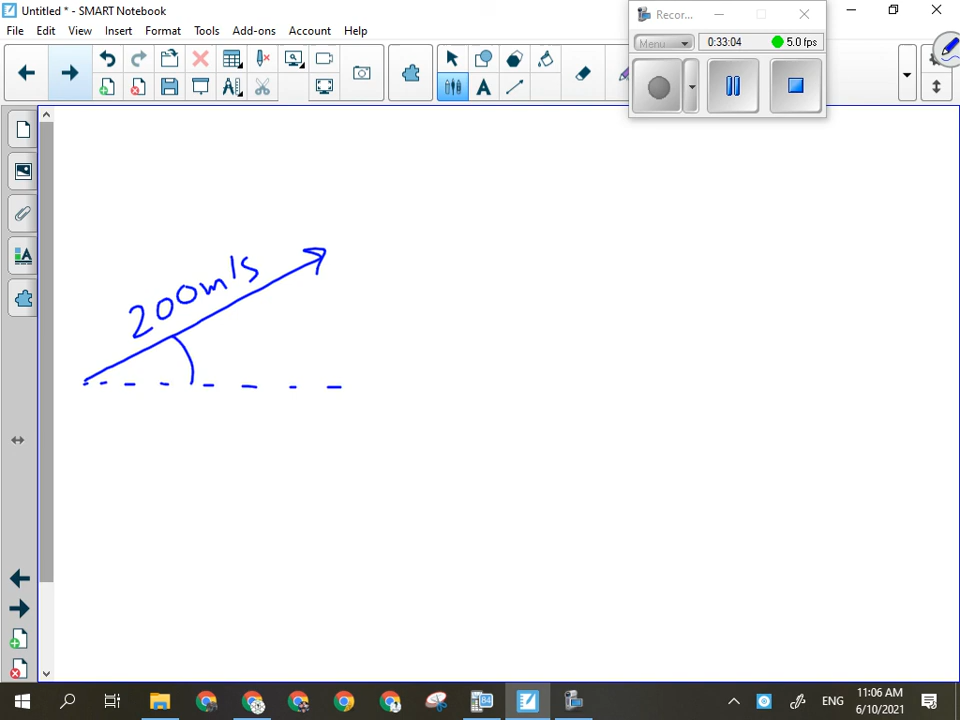 Untitled * - SMART Notebook
File Edit View Insert Format Tools Add-ons Account Help
Recor...
Menu
0:33:04
5.0 fps
A
A
200m/s
84
ENG
11:06 AM
6/10/2021